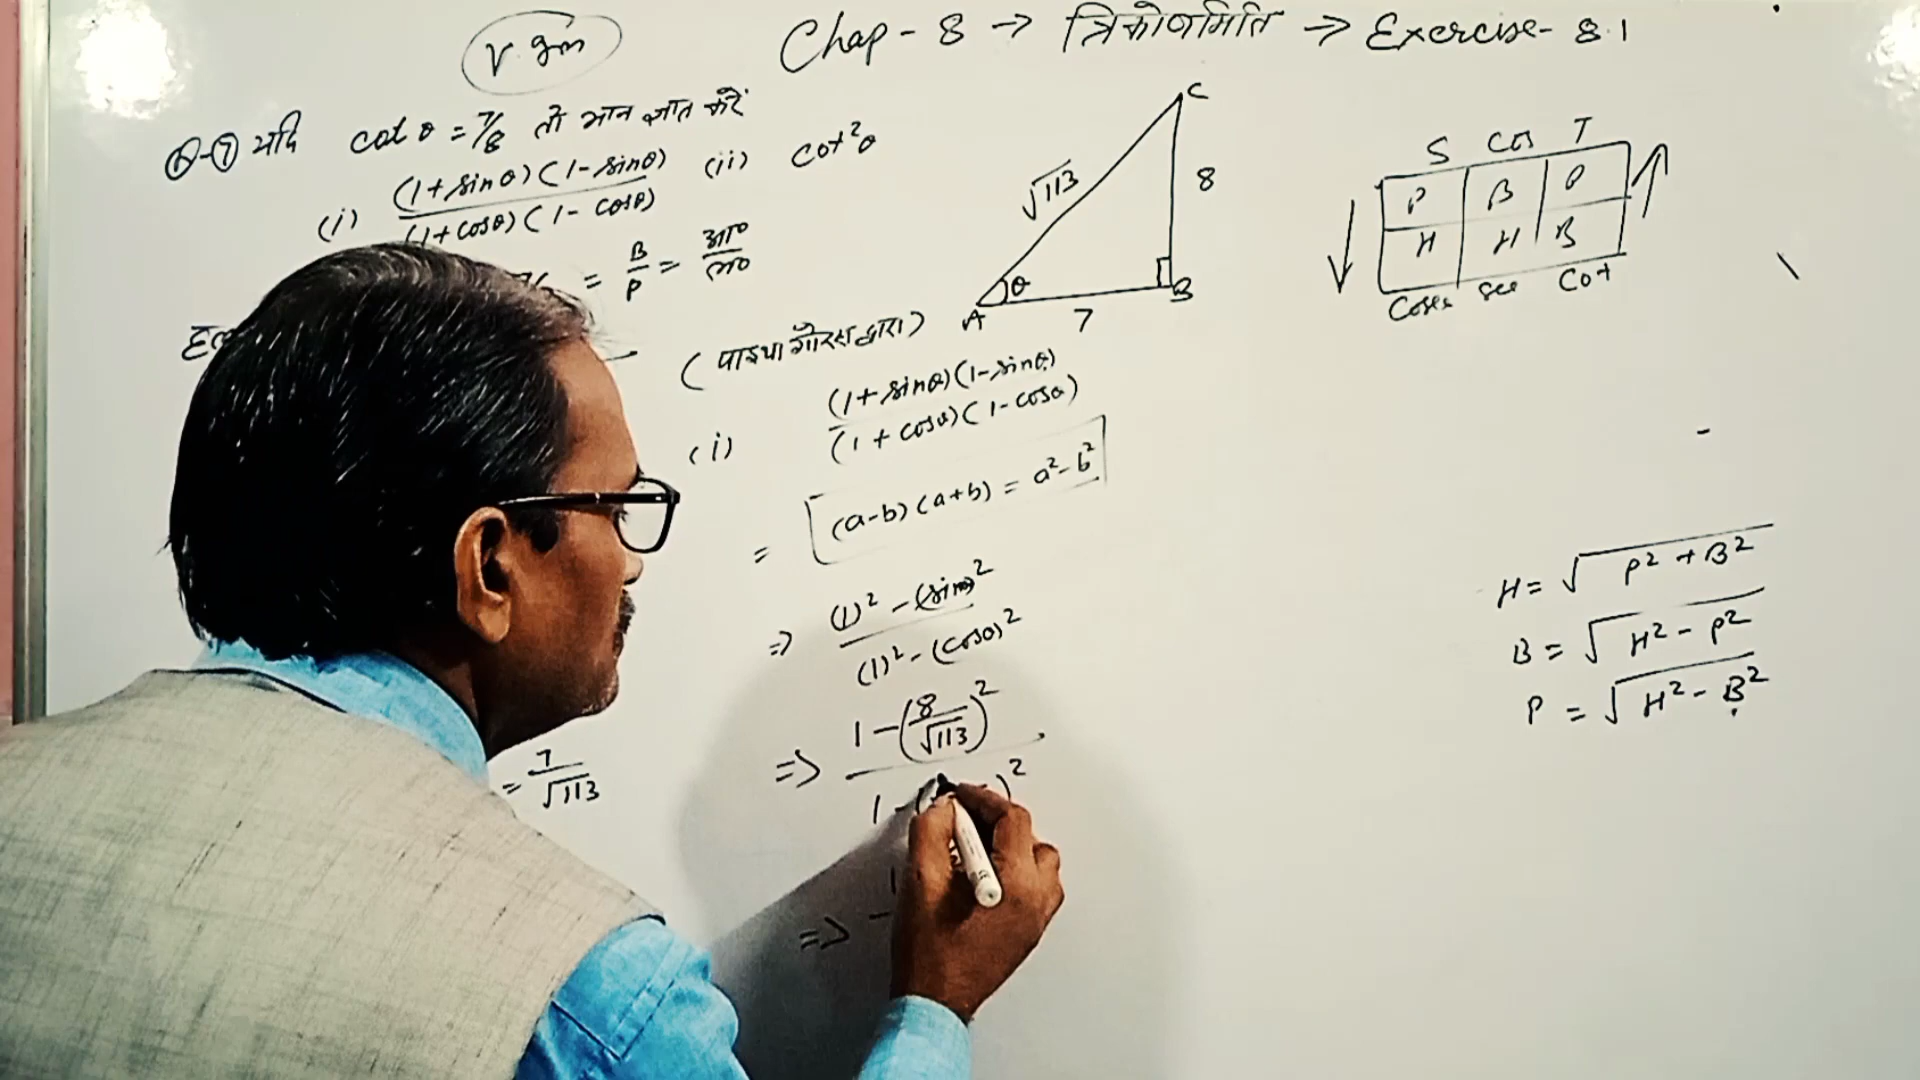 V. Im
Chap - 8 → त्रिकोणमिति → Exercise - 8.1
Q-7 यदि cot θ = 7/8 तो मान ज्ञात करें
(i) (1+sinθ)(1-sinθ) / (1+cosθ)(1-cosθ) (ii) cot²θ
= B/P =
(पाइथागोरस द्वारा)
C
√113
8
θ
A
7
B
S Cos T
P B P
H H B
Cosec sec Cot
(i) (1+sinθ)(1-sinθ) / (1+cosθ)(1-cosθ)
= (a-b)(a+b) = a²-b²
⇒ (1)² - (sinθ)² / (1)² - (cosθ)²
⇒ 1 - (8/√113)² / 1 - ( )²
⇒
= 7/√113
H = √P² + B²
B = √H² - P²
P = √H² - B²